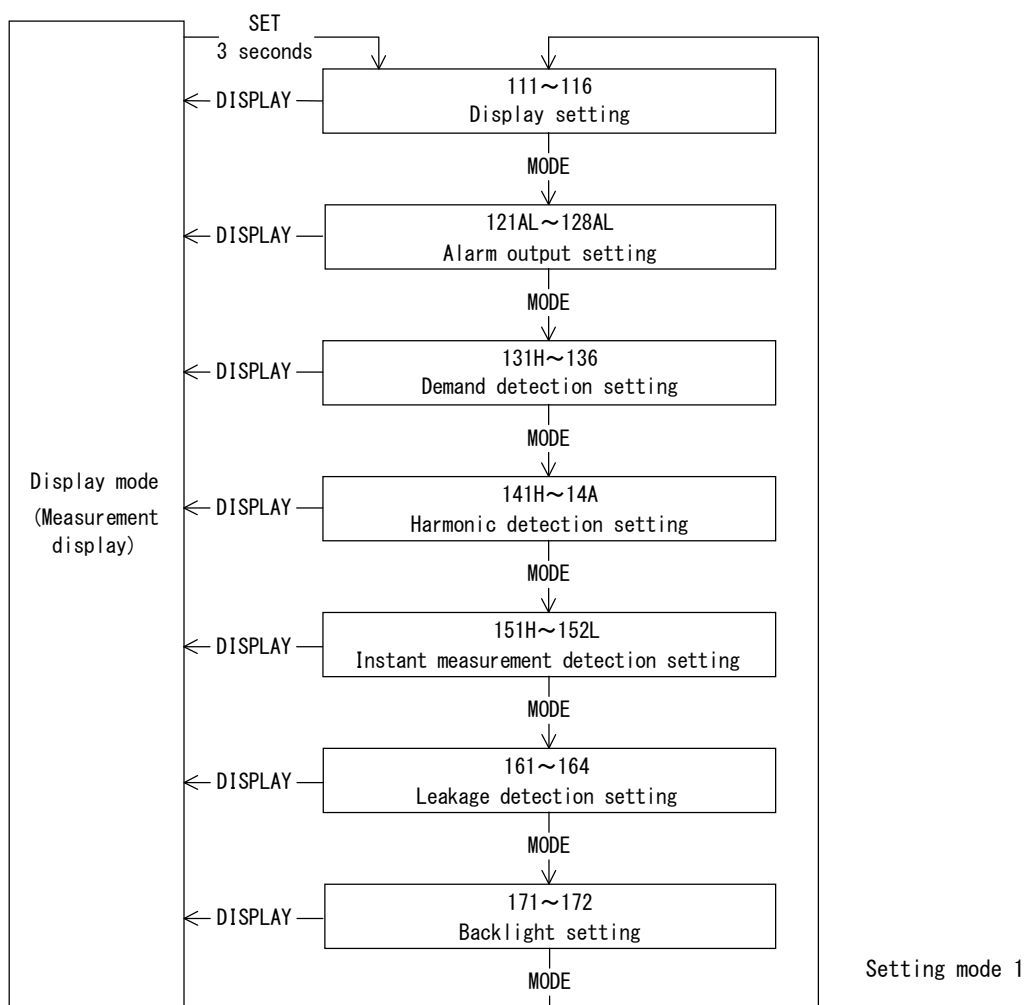 SET
3 seconds
111～116
Display setting
DISPLAY
MODE
121AL～128AL
Alarm output setting
DISPLAY
MODE
131H～136
Demand detection setting
DISPLAY
MODE
Display mode
(Measurement
display)
141H～14A
Harmonic detection setting
DISPLAY
MODE
151H～152L
Instant measurement detection setting
DISPLAY
MODE
161～164
Leakage detection setting
DISPLAY
MODE
171～172
Backlight setting
DISPLAY
MODE
Setting mode 1